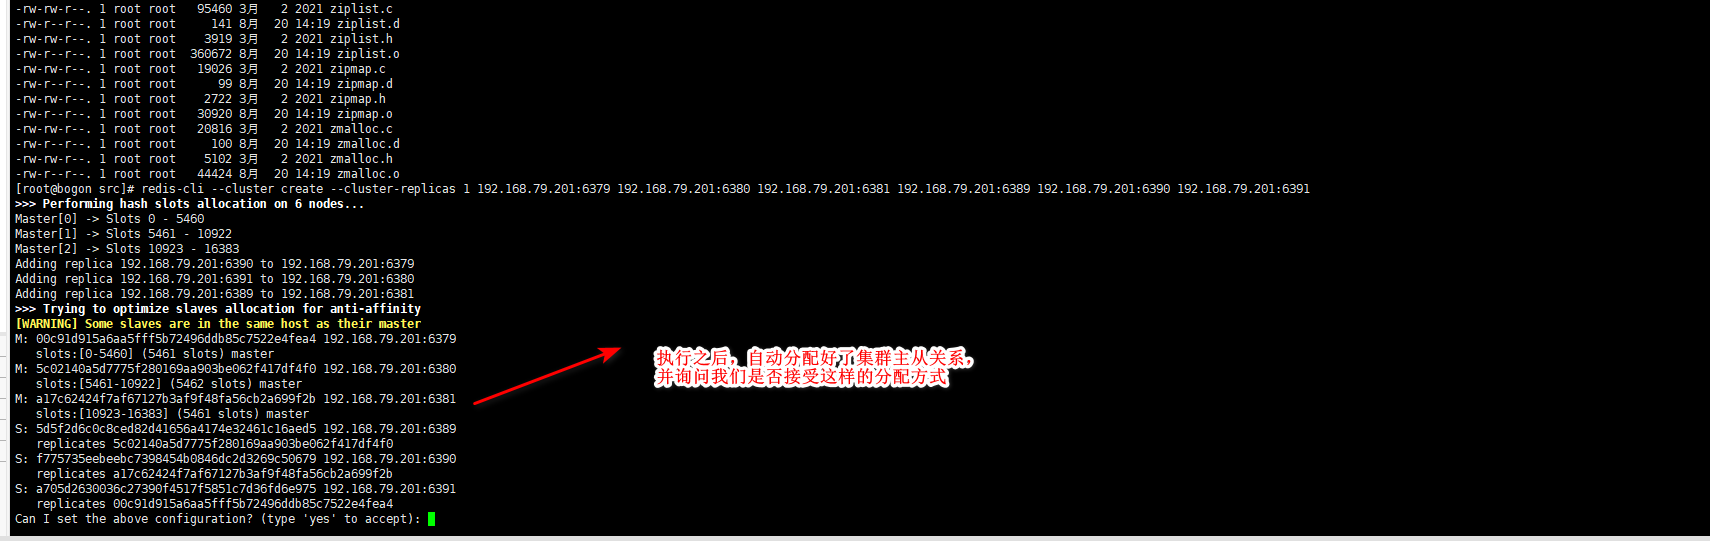 -rw-rw-r--. 1 root root   95460 3月   2 2021 ziplist.c
-rw-r--r--. 1 root root     141 8月  20 14:19 ziplist.d
-rw-rw-r--. 1 root root    3919 3月   2 2021 ziplist.h
-rw-r--r--. 1 root root  360672 8月  20 14:19 ziplist.o
-rw-rw-r--. 1 root root   19026 3月   2 2021 zipmap.c
-rw-r--r--. 1 root root      99 8月  20 14:19 zipmap.d
-rw-rw-r--. 1 root root    2722 3月   2 2021 zipmap.h
-rw-r--r--. 1 root root   30920 8月  20 14:19 zipmap.o
-rw-rw-r--. 1 root root   20816 3月   2 2021 zmalloc.c
-rw-r--r--. 1 root root     100 8月  20 14:19 zmalloc.d
-rw-rw-r--. 1 root root    5102 3月   2 2021 zmalloc.h
-rw-r--r--. 1 root root   44424 8月  20 14:19 zmalloc.o
[root@bogon src]# redis-cli --cluster create --cluster-replicas 1 192.168.79.201:6379 192.168.79.201:6380 192.168.79.201:6381 192.168.79.201:6389 192.168.79.201:6390 192.168.79.201:6391
>>> Performing hash slots allocation on 6 nodes...
Master[0] -> Slots 0 - 5460
Master[1] -> Slots 5461 - 10922
Master[2] -> Slots 10923 - 16383
Adding replica 192.168.79.201:6390 to 192.168.79.201:6379
Adding replica 192.168.79.201:6391 to 192.168.79.201:6380
Adding replica 192.168.79.201:6389 to 192.168.79.201:6381
>>> Trying to optimize slaves allocation for anti-affinity
[WARNING] Some slaves are in the same host as their master
M: 00c91d915a6aa5fff5b72496ddb85c7522e4fea4 192.168.79.201:6379
   slots:[0-5460] (5461 slots) master
M: 5c02140a5d7775f280169aa903be062f417df4f0 192.168.79.201:6380
   slots:[5461-10922] (5462 slots) master
M: a17c62424f7af67127b3af9f48fa56cb2a699f2b 192.168.79.201:6381
   slots:[10923-16383] (5461 slots) master
S: 5d5f2d6c0c8ced82d41656a4174e32461c16aed5 192.168.79.201:6389
   replicates 5c02140a5d7775f280169aa903be062f417df4f0
S: f775735eebeebc7398454b0846dc2d3269c50679 192.168.79.201:6390
   replicates a17c62424f7af67127b3af9f48fa56cb2a699f2b
S: a705d2630036c27390f4517f5851c7d36fd6e975 192.168.79.201:6391
   replicates 00c91d915a6aa5fff5b72496ddb85c7522e4fea4
Can I set the above configuration? (type 'yes' to accept):
执行之后，自动分配好了集群主从关系，
并询问我们是否接受这样的分配方式